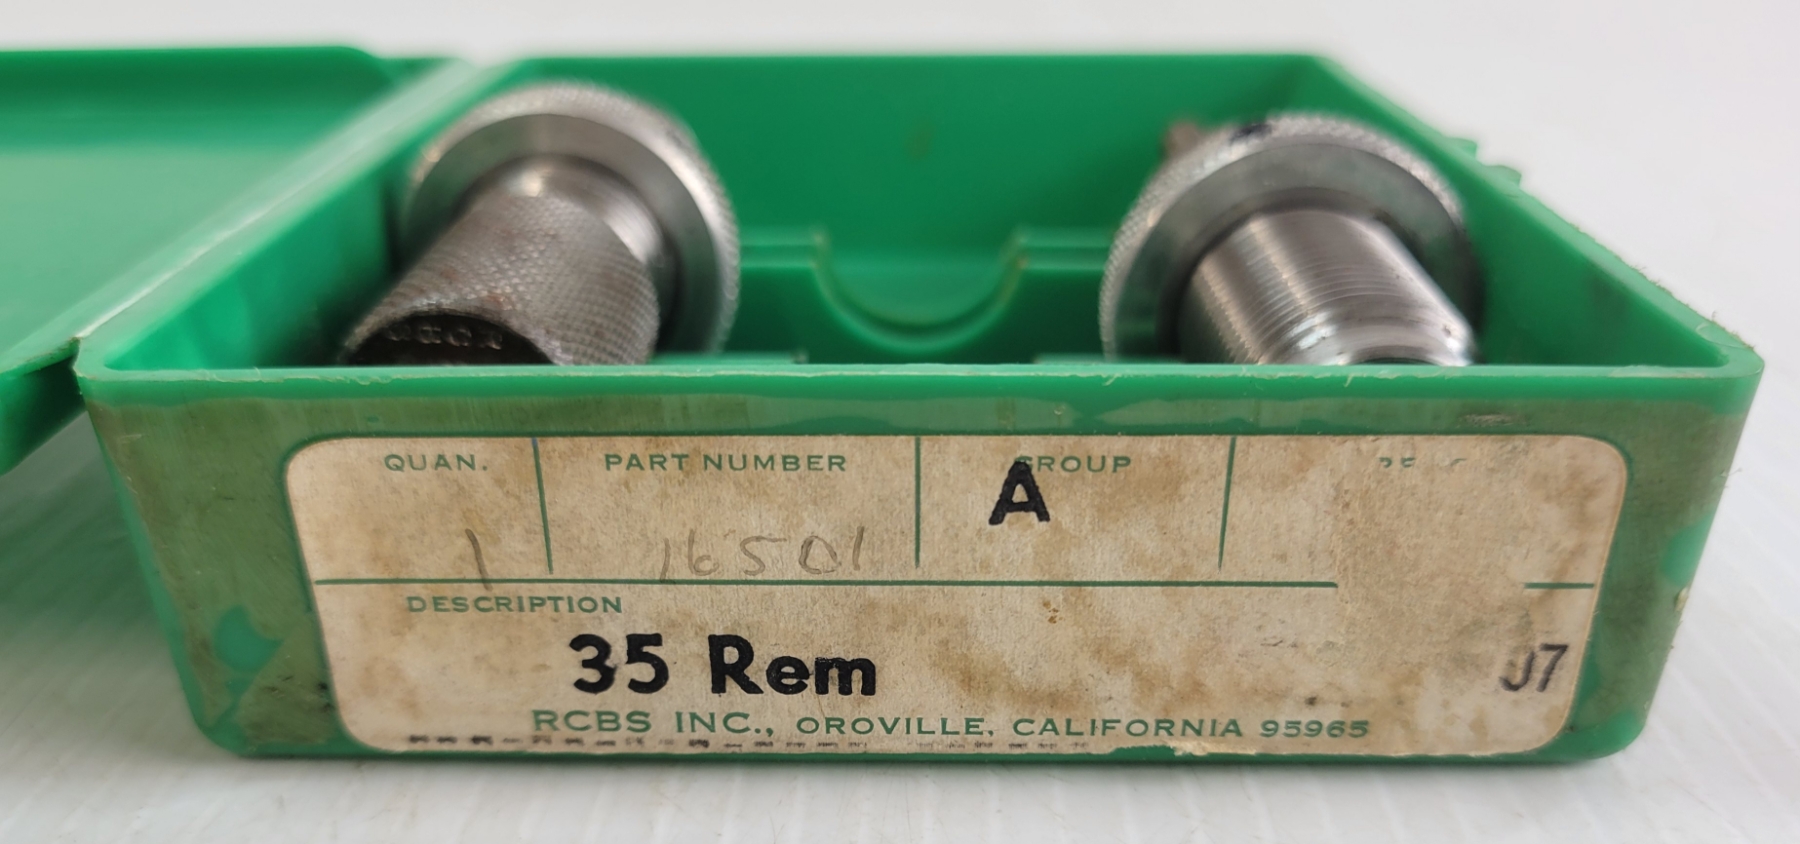 QUAN. PART NUMBER GROUP
A
1 16501
DESCRIPTION
35 Rem
07
RCBS INC., OROVILLE, CALIFORNIA 95965